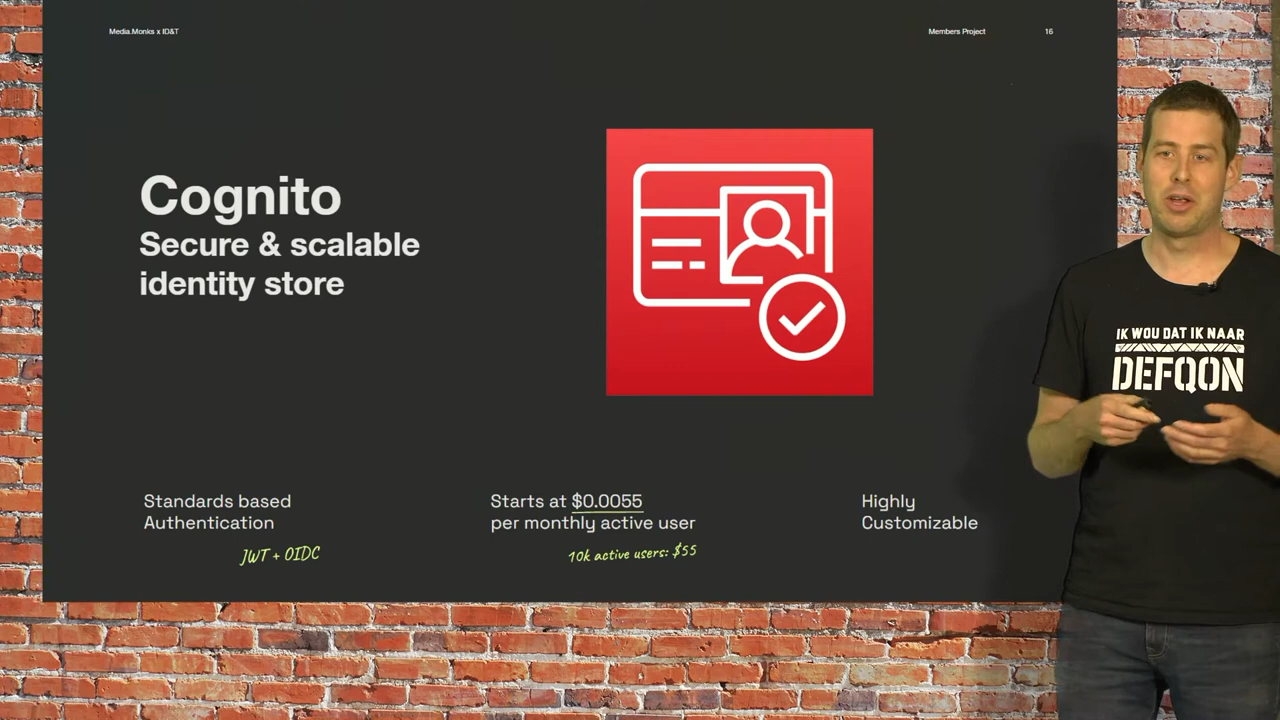 Media.Monks x ID&T
Members Project
16
Cognito
Secure & scalable
identity store
Standards based
Authentication
JWT + OIDC
Starts at $0.0055
per monthly active user
10k active users: $55
Highly
Customizable
IK WOU DAT IK NAAR
DEFQON